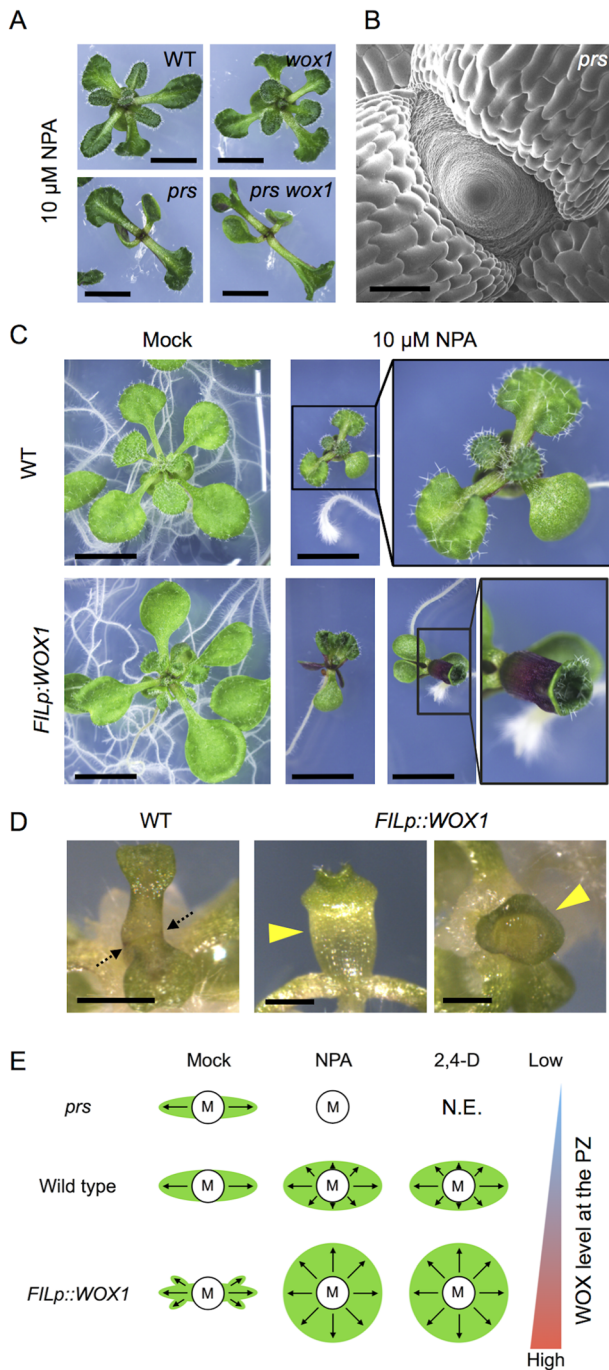 A
B
10 µM NPA
WT
wox1
prs
prs wox1
prs
C
Mock
10 µM NPA
WT
FILp:WOX1
D
WT
FILp::WOX1
E
Mock
NPA
2,4-D
Low
prs
M
M
N.E.
Wild type
M
M
M
FILp::WOX1
M
M
M
WOX level at the PZ
High